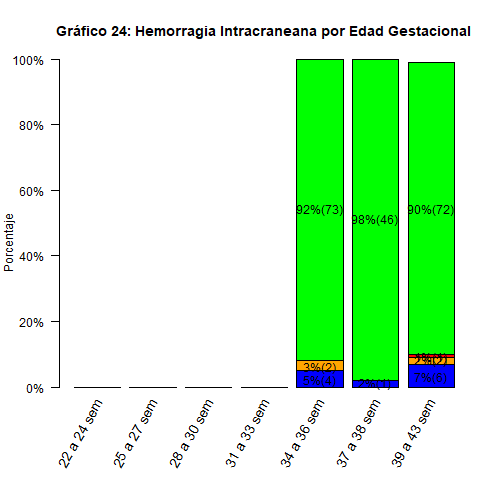 Gráfico 24: Hemorragia Intracraneana por Edad Gestacional
Porcentaje
100%
80%
60%
40%
20%
0%
92%(73)
3%(2)
5%(4)
98%(46)
90%(72)
2%(2)
7%(6)
22 a 24 sem
25 a 27 sem
28 a 30 sem
31 a 33 sem
34 a 36 sem
37 a 38 sem
39 a 43 sem